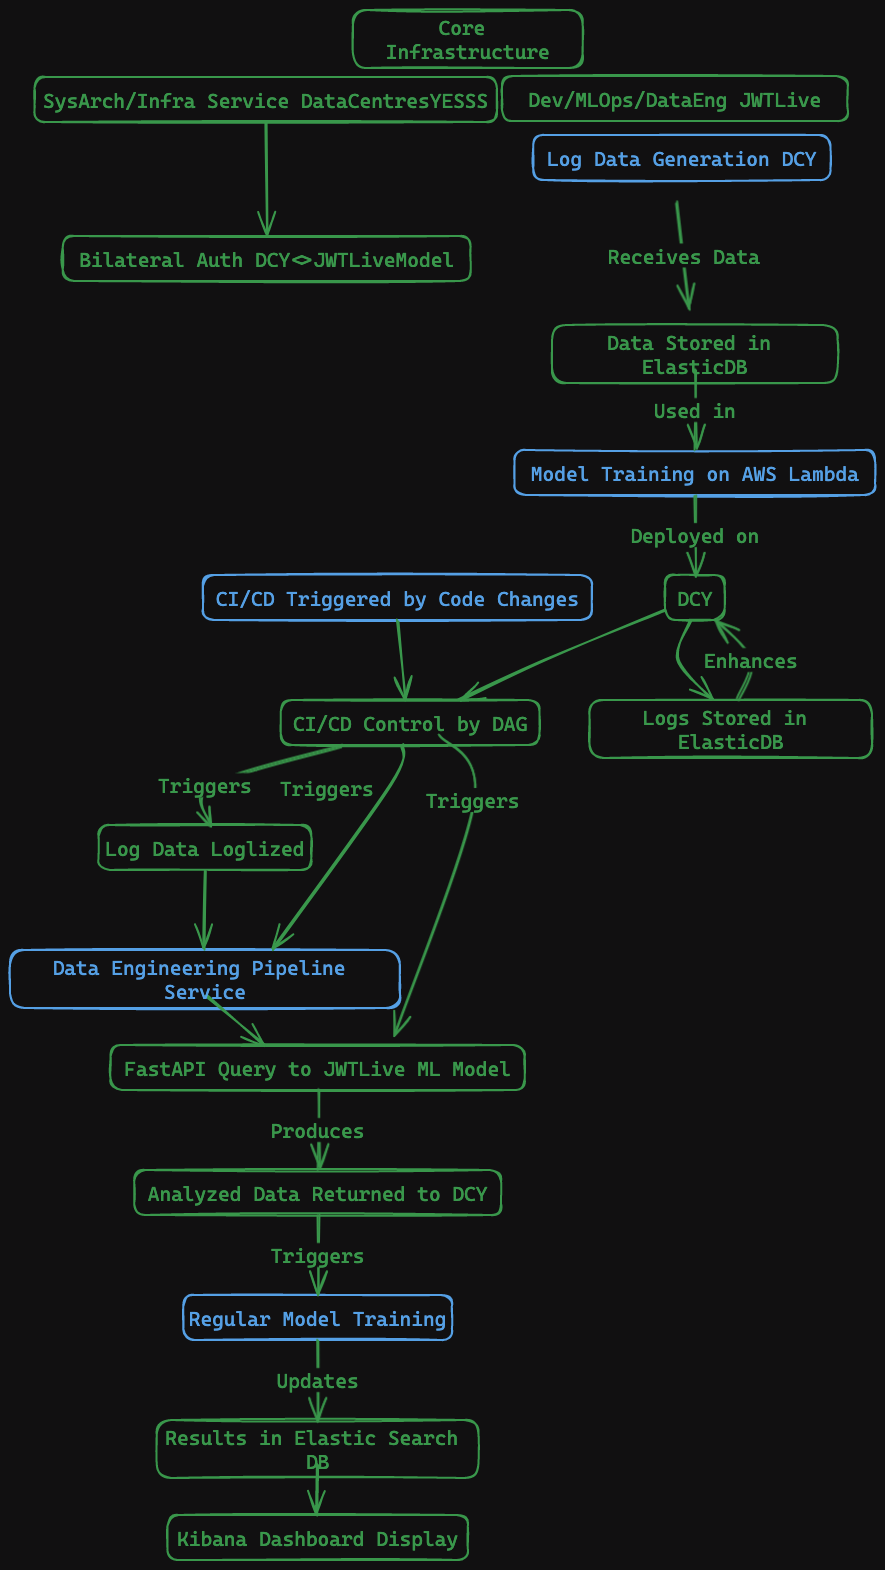 Core
Infrastructure
SysArch/Infra Service DataCentresYESSS
Dev/MLOps/DataEng JWTLive
Log Data Generation DCY
Bilateral Auth DCY<>JWTLiveModel
Receives Data
Data Stored in
ElasticDB
Used in
Model Training on AWS Lambda
Deployed on
CI/CD Triggered by Code Changes
DCY
Enhances
CI/CD Control by DAG
Logs Stored in
ElasticDB
Triggers
Triggers
Triggers
Log Data Loglized
Data Engineering Pipeline
Service
FastAPI Query to JWTLive ML Model
Produces
Analyzed Data Returned to DCY
Triggers
Regular Model Training
Updates
Results in Elastic Search
DB
Kibana Dashboard Display